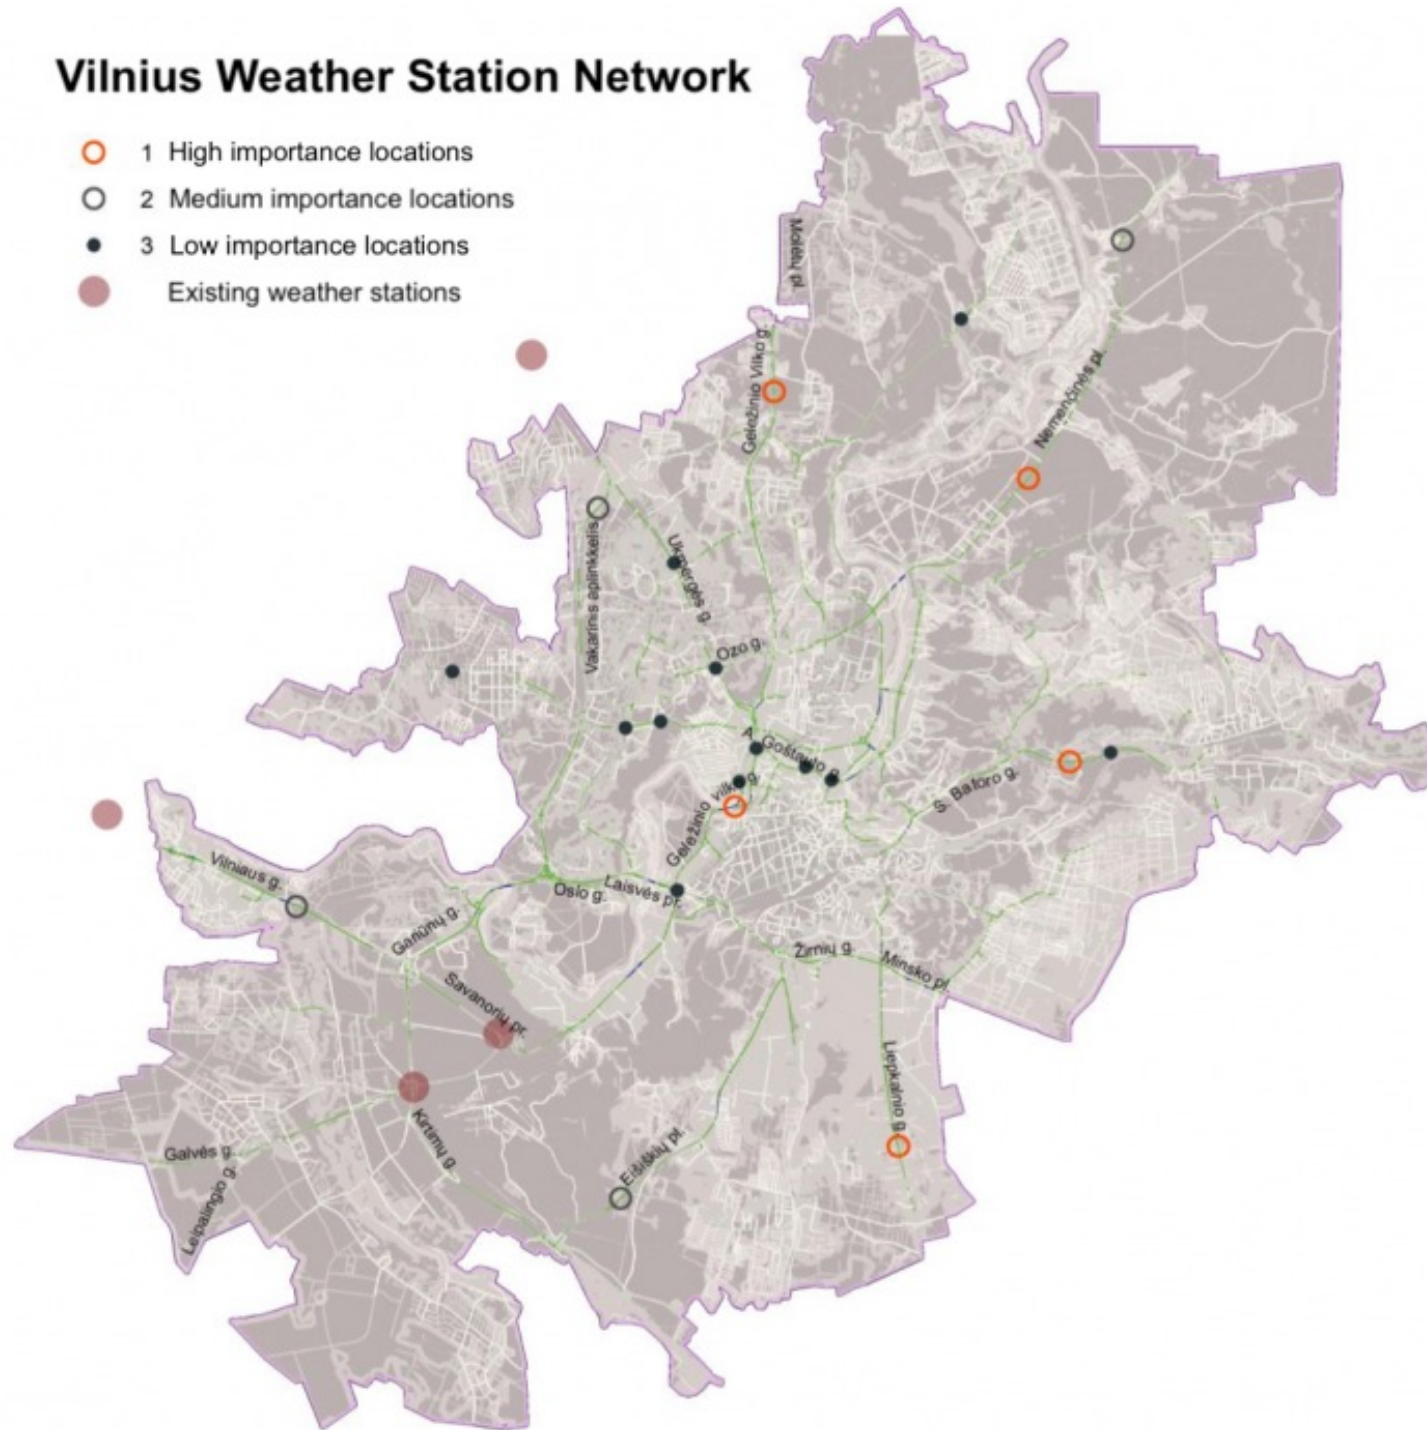 Vilnius Weather Station Network
1 High importance locations
2 Medium importance locations
3 Low importance locations
Existing weather stations
Molėtų pl.
Geležinio Vilko g.
Nemenčinės pl.
Ukmergės g.
Vakarinis aplinkkelis
Ozo g.
A. Goštauto g.
Geležinio vilko g.
S. Batoro g.
Vilniaus g.
Oslo g.
Laisvės pr.
Gariūnų g.
Žirnių g.
Minsko pl.
Savanorių pr.
Liepkalnio g.
Kirtimų g.
Eišiškių pl.
Galvės g.
Leipalingio g.